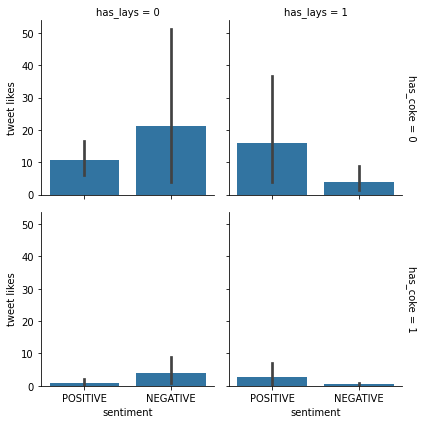 has_lays = 0
has_lays = 1
50
40
30
20
10
0
tweet likes
has_coke = 0
50
40
30
20
10
0
tweet likes
has_coke = 1
POSITIVE
NEGATIVE
POSITIVE
NEGATIVE
sentiment
sentiment